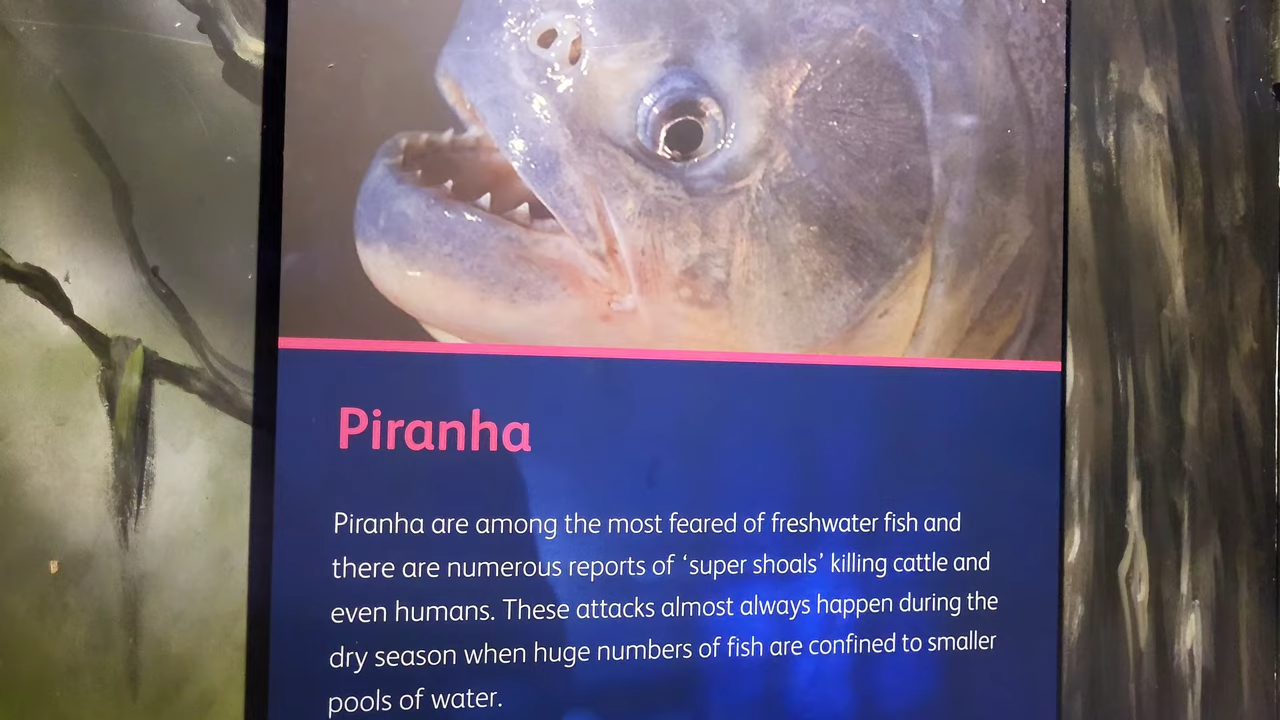 Piranha
Piranha are among the most feared of freshwater fish and
there are numerous reports of ‘super shoals’ killing cattle and
even humans. These attacks almost always happen during the
dry season when huge numbers of fish are confined to smaller
pools of water.